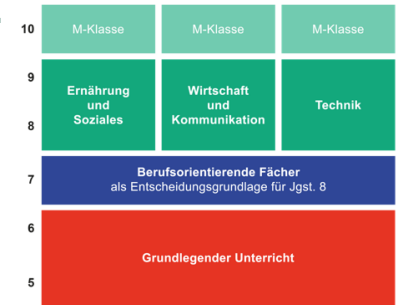 10
M-Klasse
M-Klasse
M-Klasse
9
Ernährung
und
Soziales
Wirtschaft
und
Kommunikation
Technik
8
7
Berufsorientierende Fächer
als Entscheidungsgrundlage für Jgst. 8
6
Grundlegender Unterricht
5